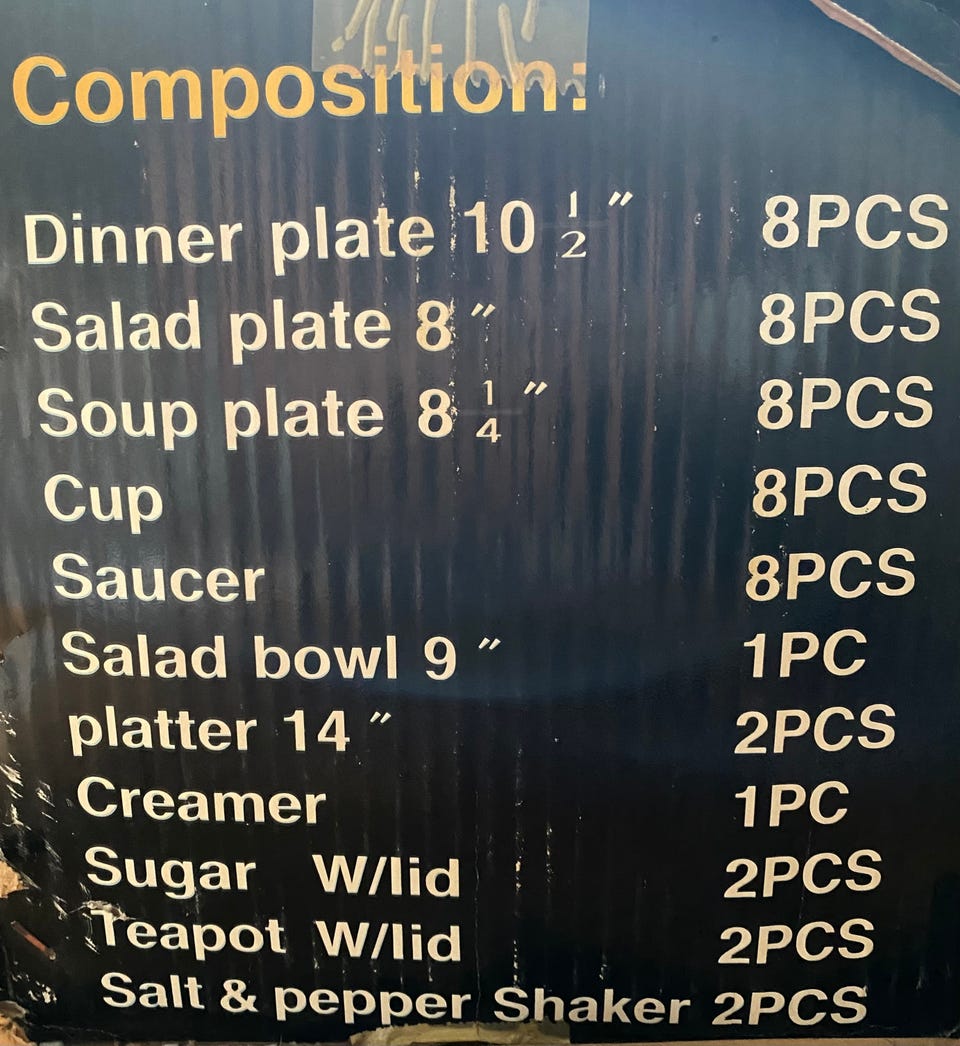 Composition:
Dinner plate 10 1/2" 8PCS
Salad plate 8" 8PCS
Soup plate 8 1/4" 8PCS
Cup 8PCS
Saucer 8PCS
Salad bowl 9" 1PC
platter 14" 2PCS
Creamer 1PC
Sugar W/lid 2PCS
Teapot W/lid 2PCS
Salt & pepper Shaker 2PCS